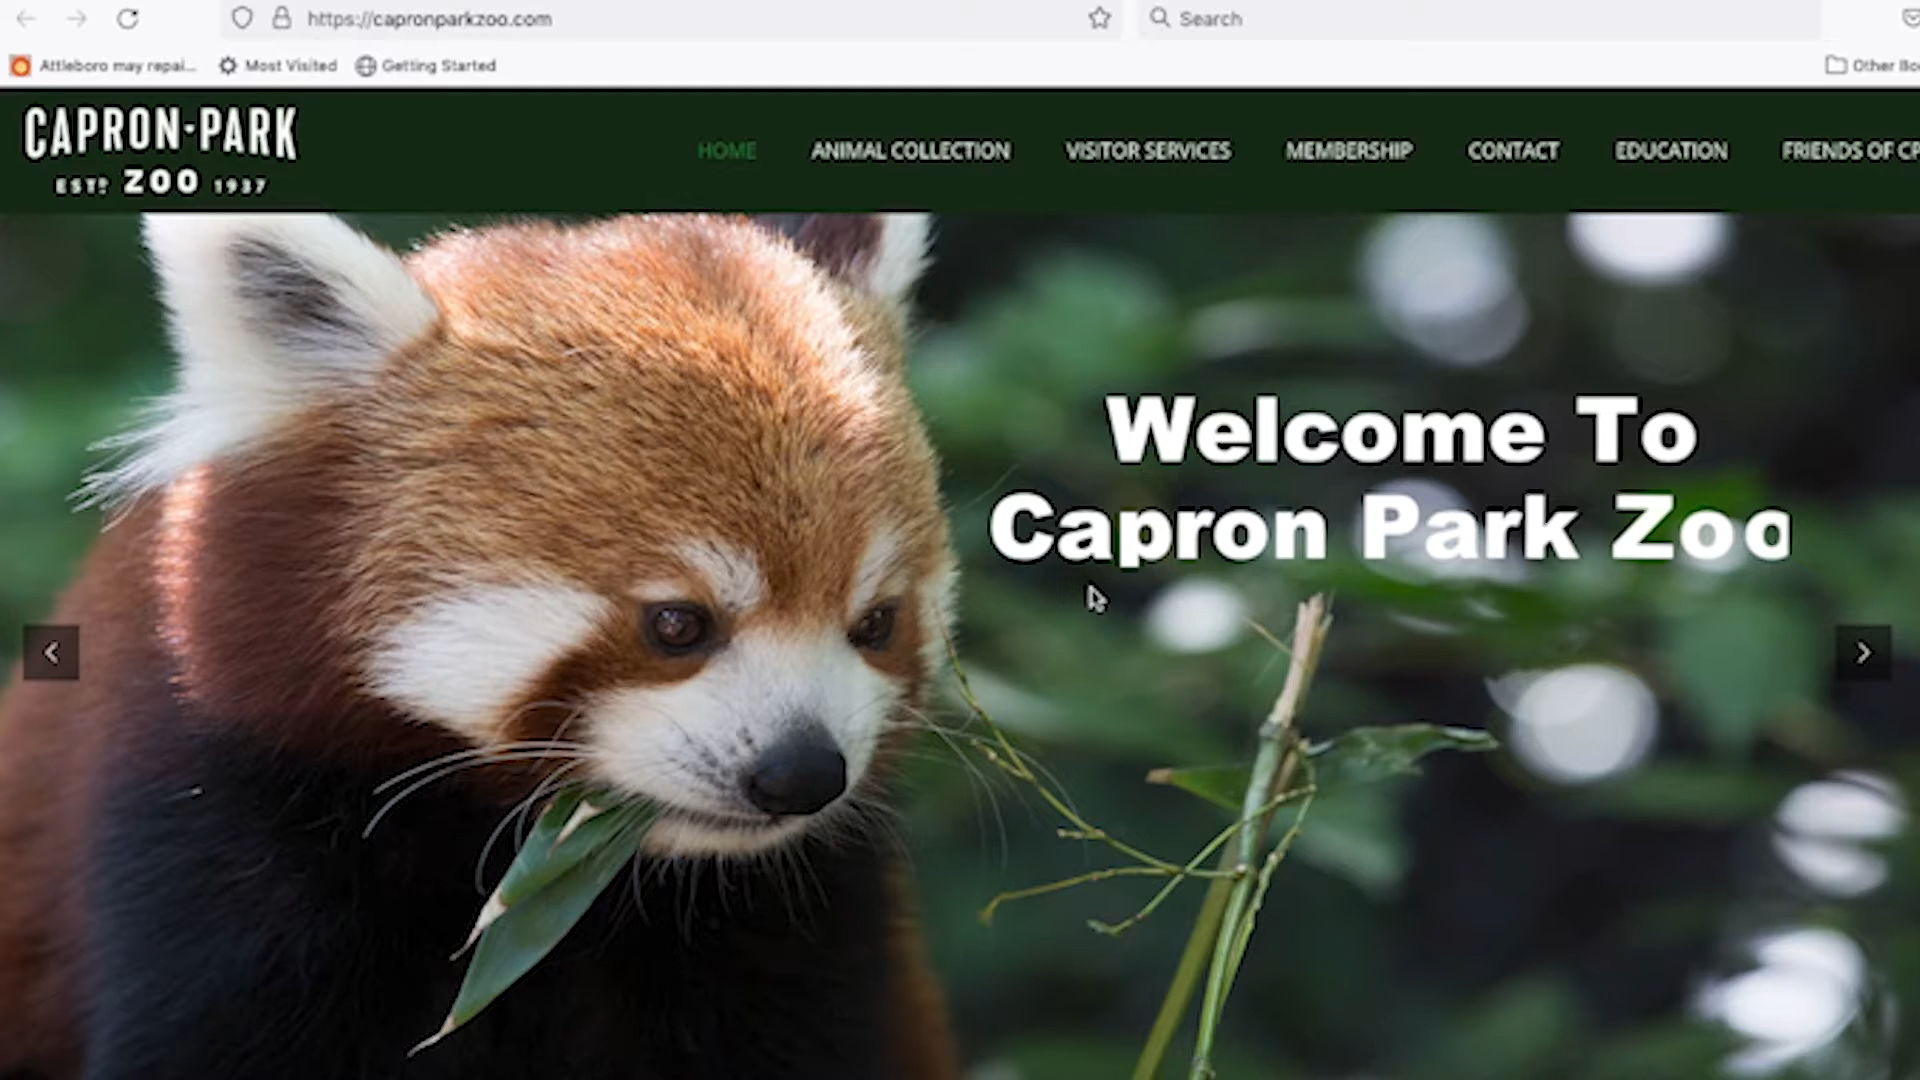 https://capronparkzoo.com
Search
Attleboro may repai...
Most Visited
Getting Started
Other Bo
CAPRON-PARK
ESTD ZOO 1937
HOME
ANIMAL COLLECTION
VISITOR SERVICES
MEMBERSHIP
CONTACT
EDUCATION
FRIENDS OF CP
Welcome To
Capron Park Zoo